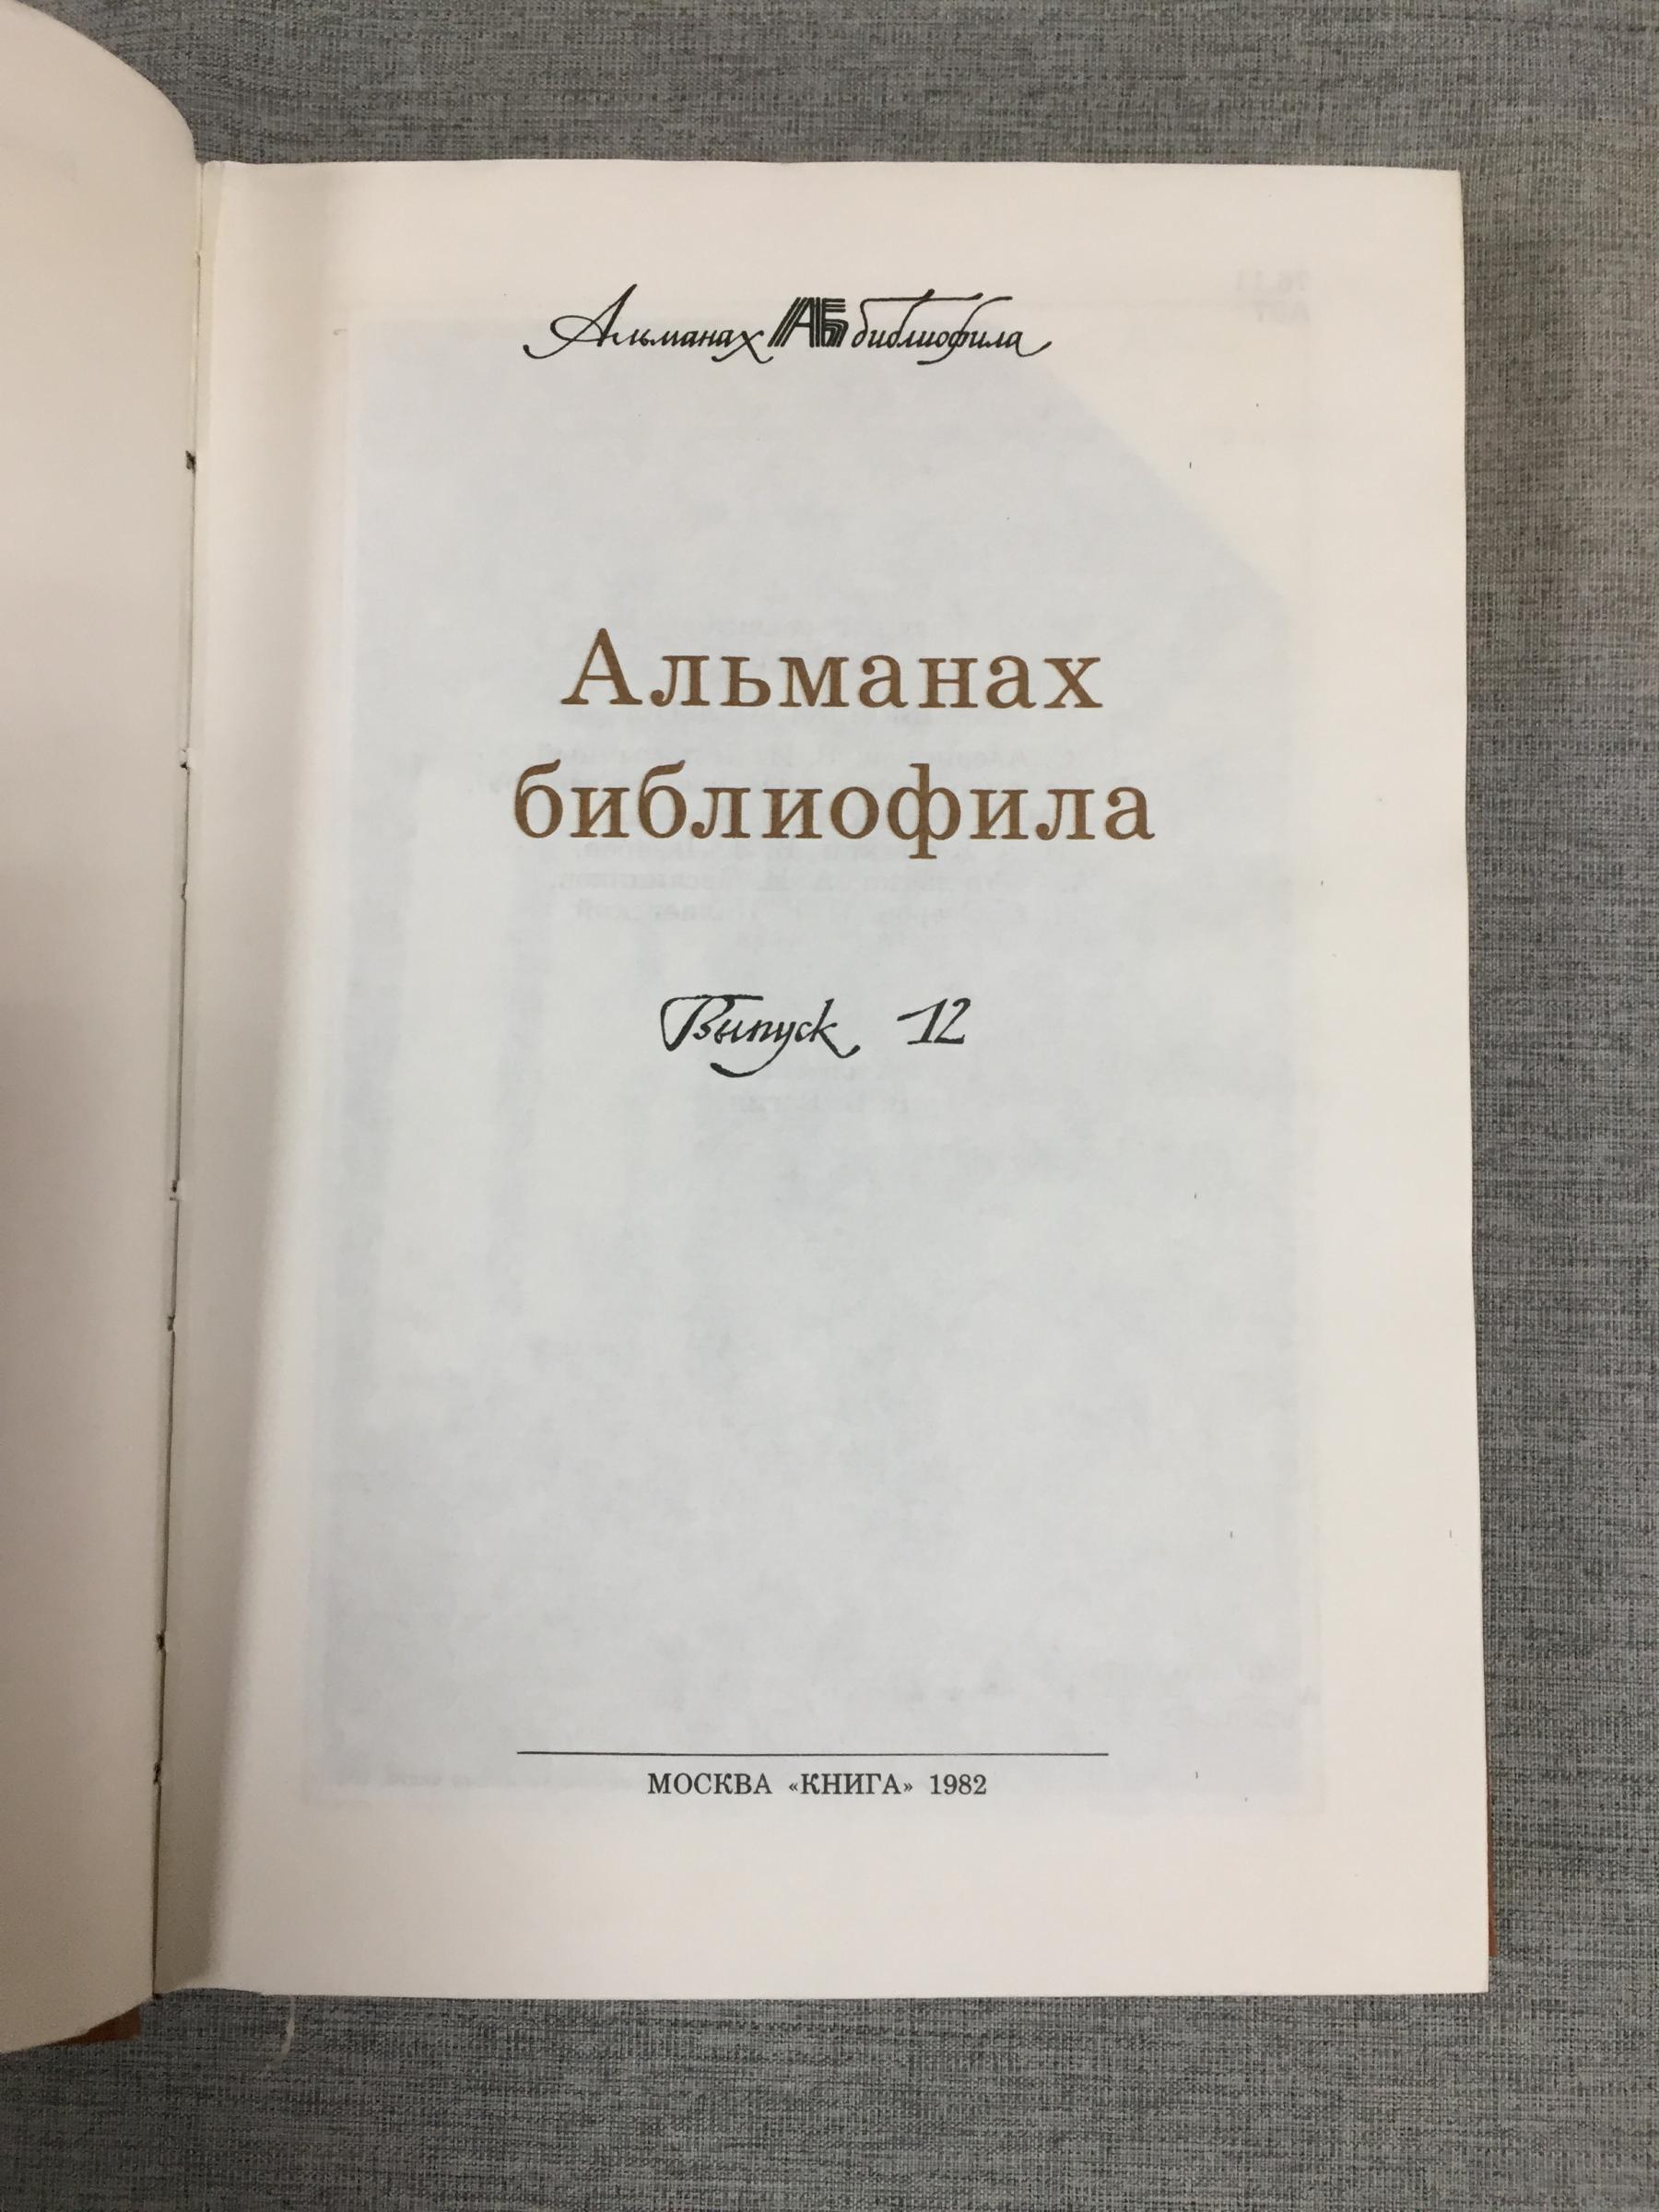 Альманах АБ библиофила
Альманах
библиофила
Выпуск 12
МОСКВА «КНИГА» 1982